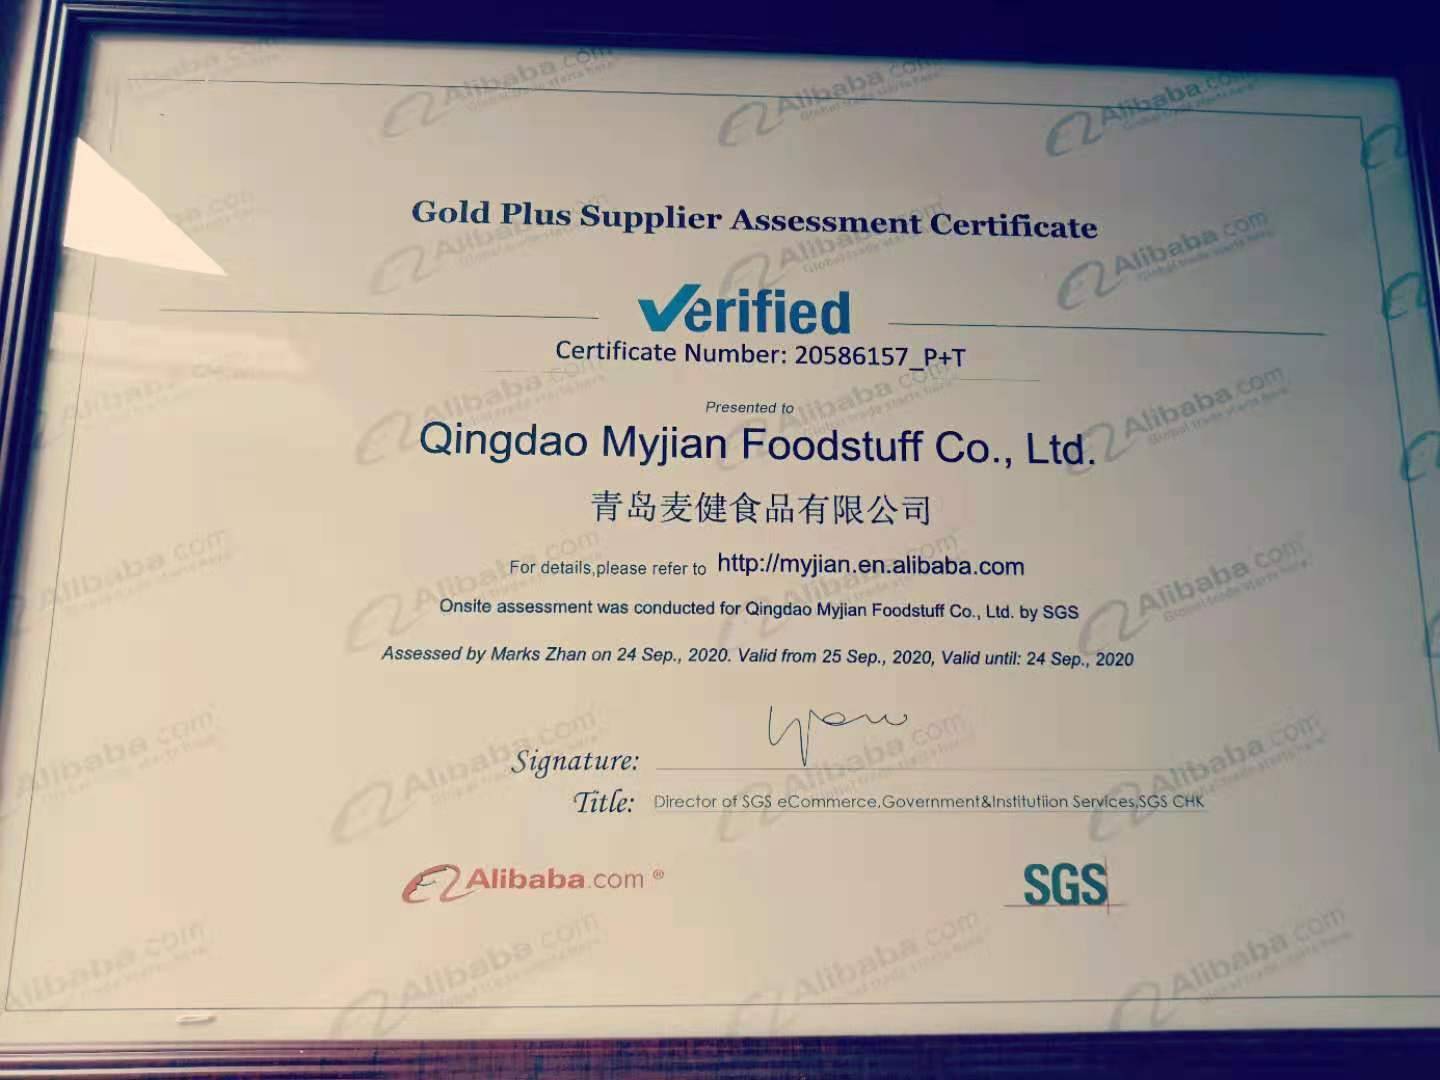 Gold Plus Supplier Assessment Certificate
Verified
Certificate Number: 20586157_P+T
Presented to
Qingdao Myjian Foodstuff Co., Ltd.
青岛麦健食品有限公司
For details,please refer to http://myjian.en.alibaba.com
Onsite assessment was conducted for Qingdao Myjian Foodstuff Co., Ltd. by SGS
Assessed by Marks Zhan on 24 Sep., 2020. Valid from 25 Sep., 2020, Valid until: 24 Sep., 2020
Signature:
Title: Director of SGS eCommerce,Government&Institutiion Services,SGS CHK
Alibaba.com ®
SGS